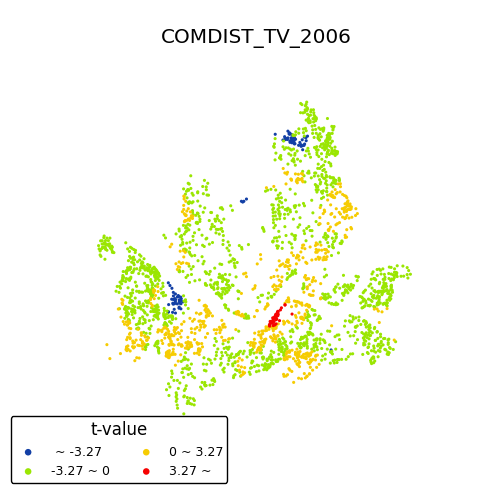 COMDIST_TV_2006
t-value
~ -3.27
0 ~ 3.27
-3.27 ~ 0
3.27 ~